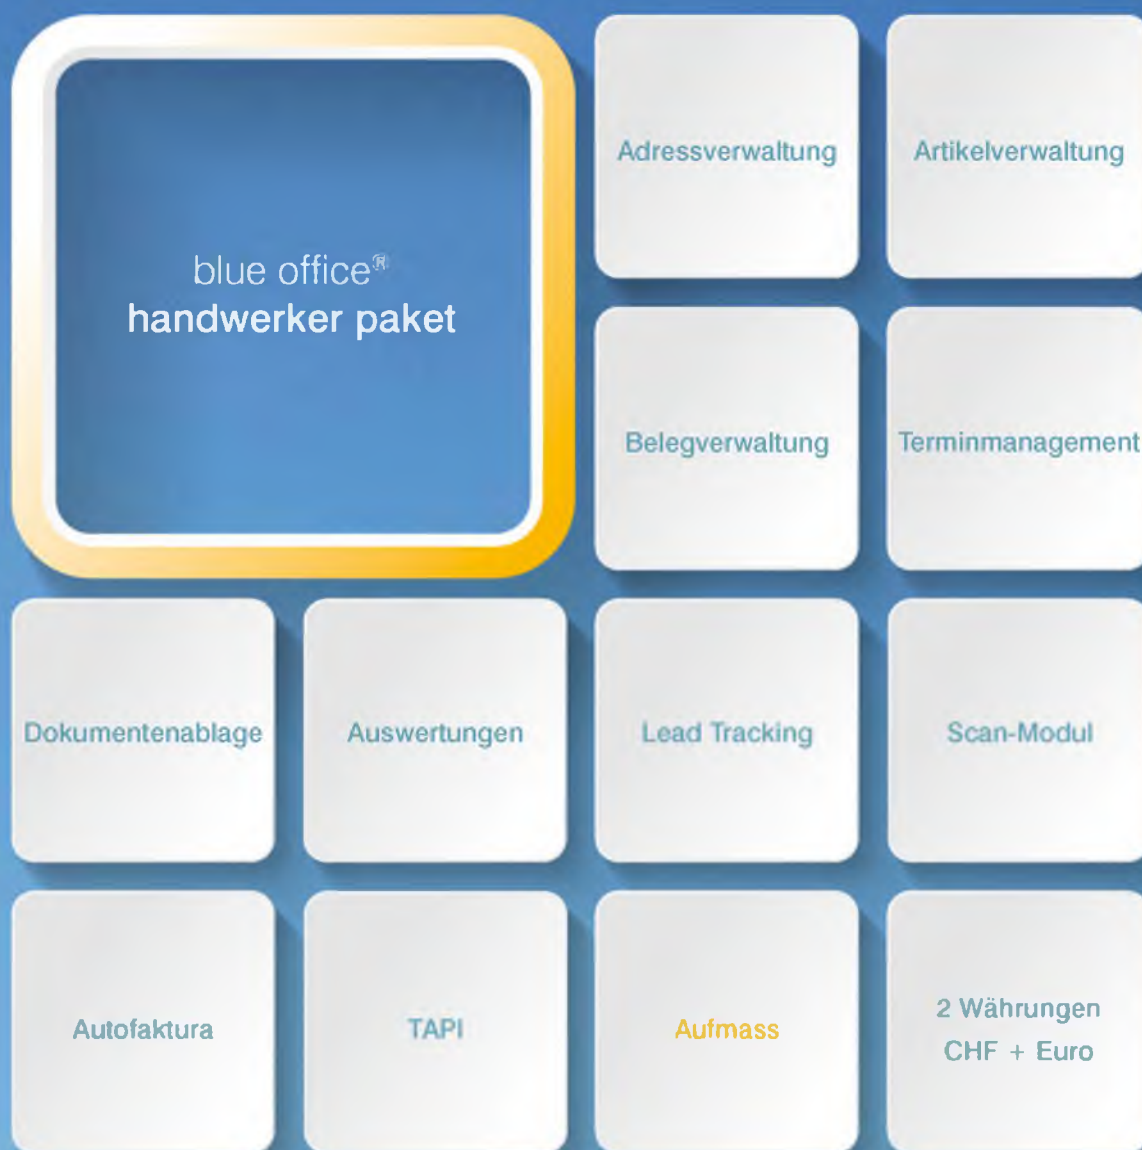 blue office®
handwerker paket
Adressverwaltung
Artikelverwaltung
Belegverwaltung
Terminmanagement
Dokumentenablage
Auswertungen
Lead Tracking
Scan-Modul
Autofaktura
TAPI
Aufmass
2 Währungen
CHF + Euro